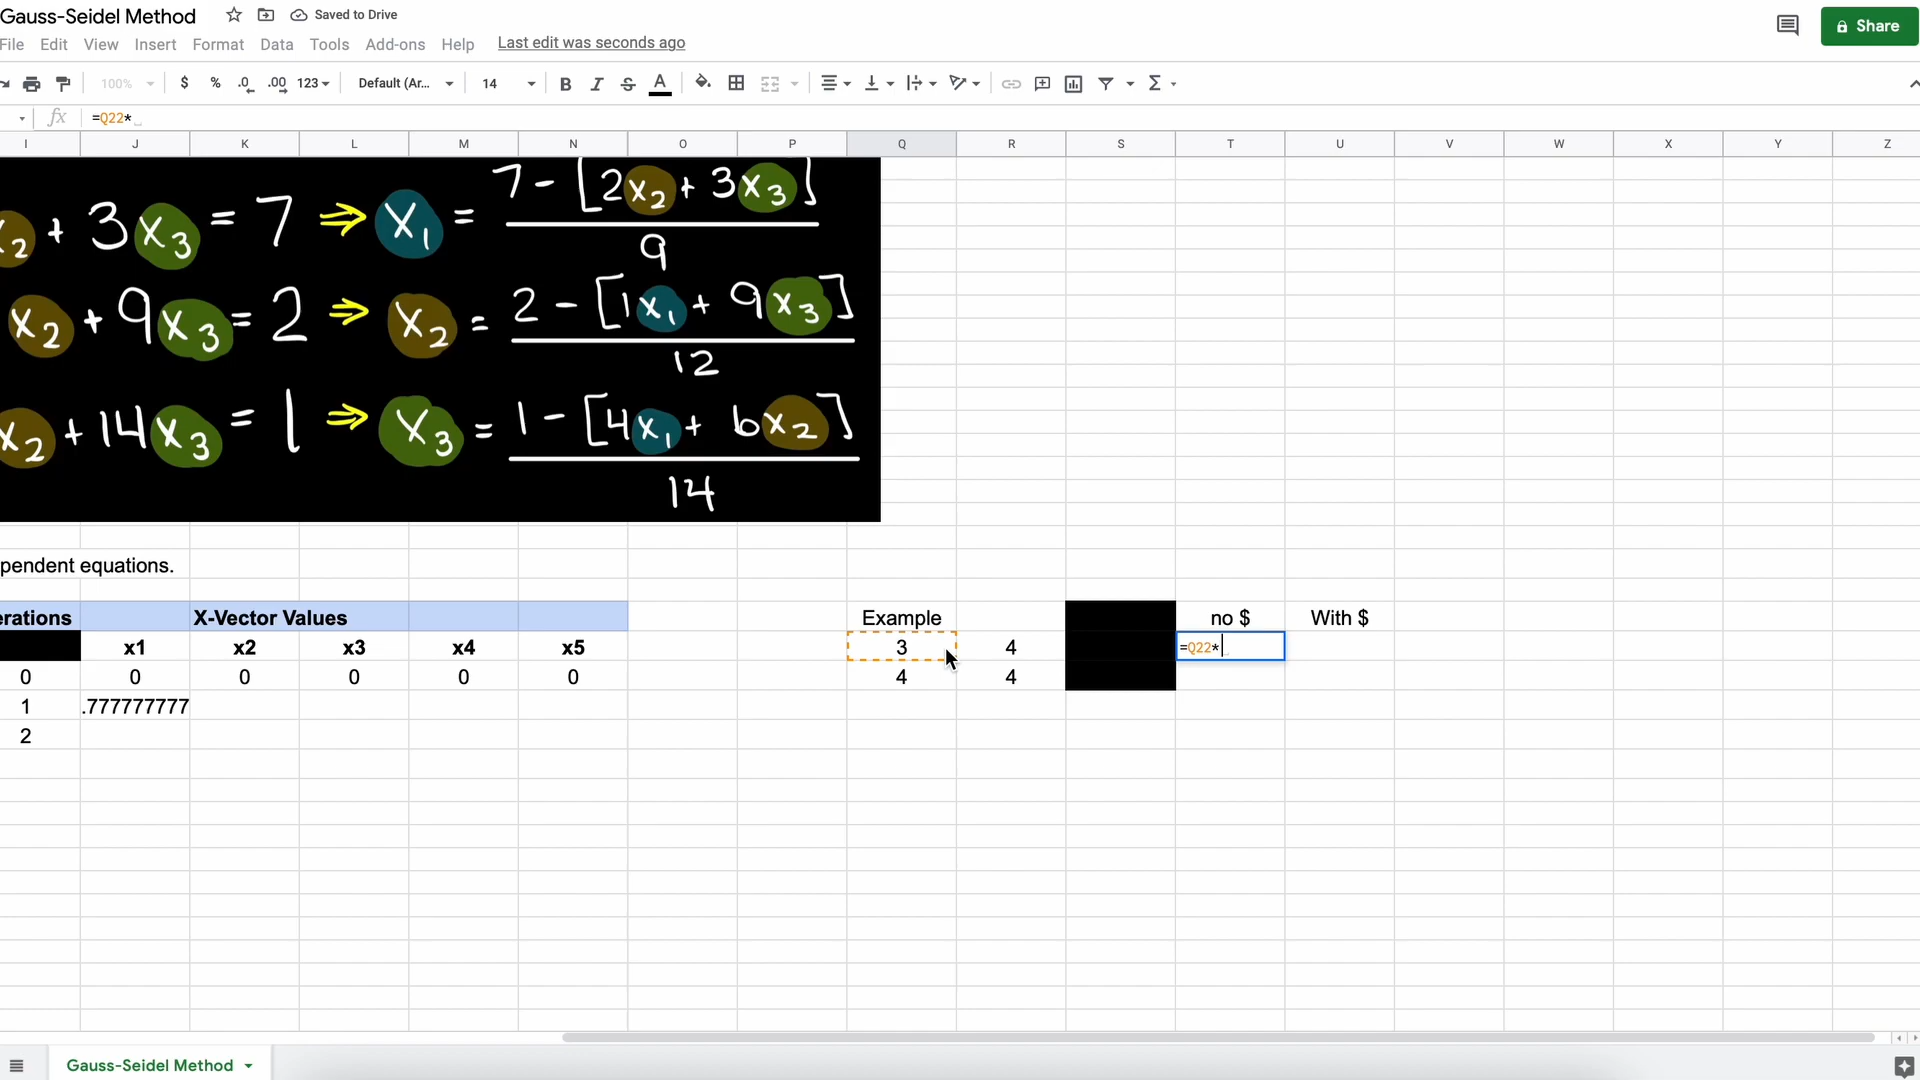 Gauss-Seidel Method Saved to Drive
File Edit View Insert Format Data Tools Add-ons Help Last edit was seconds ago
Share
100% $ % .0 .00 123 Default (Ar... 14 B I S A Σ
fx =Q22*
I J K L M N O P Q R S T U V W X Y Z
x2 + 3x3 = 7 ⇒ x1 = 7 - [2x2 + 3x3]
9
x2 + 9x3 = 2 ⇒ x2 = 2 - [1x1 + 9x3]
12
x2 + 14x3 = 1 ⇒ x3 = 1 - [4x1 + 6x2]
14
pendent equations.
erations X-Vector Values Example no $ With $
x1 x2 x3 x4 x5 3 4 =Q22*
0 0 0 0 0 0 4 4
1 .777777777
2
Gauss-Seidel Method